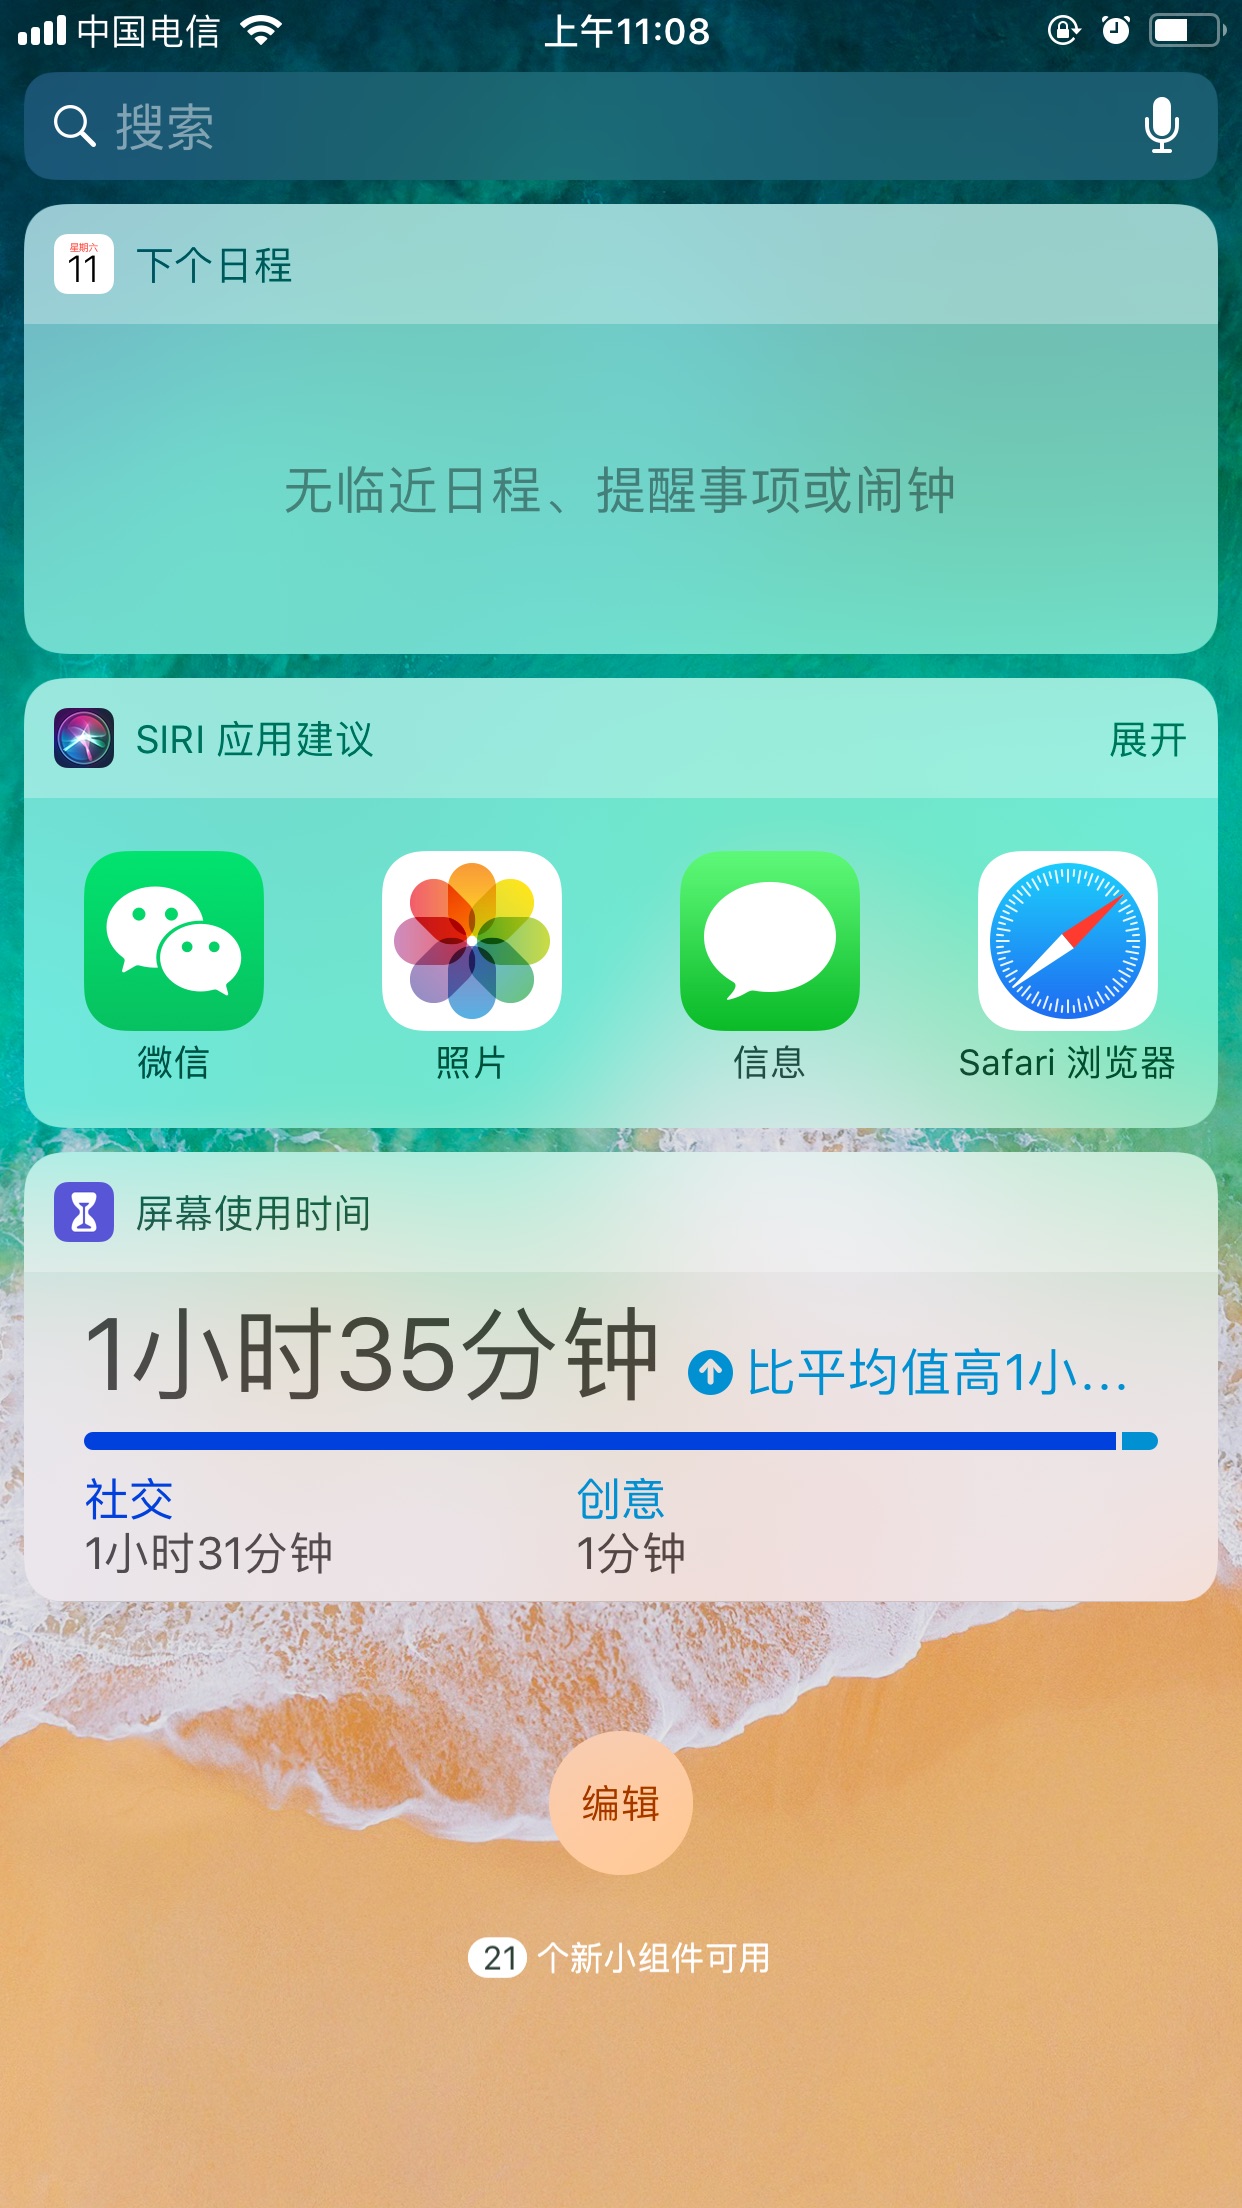 中国电信 上午11:08
搜索
星期六
11
下个日程
无临近日程、提醒事项或闹钟
SIRI 应用建议 展开
微信 照片 信息 Safari 浏览器
屏幕使用时间
1小时35分钟 比平均值高1小...
社交 创意
1小时31分钟 1分钟
编辑
21 个新小组件可用